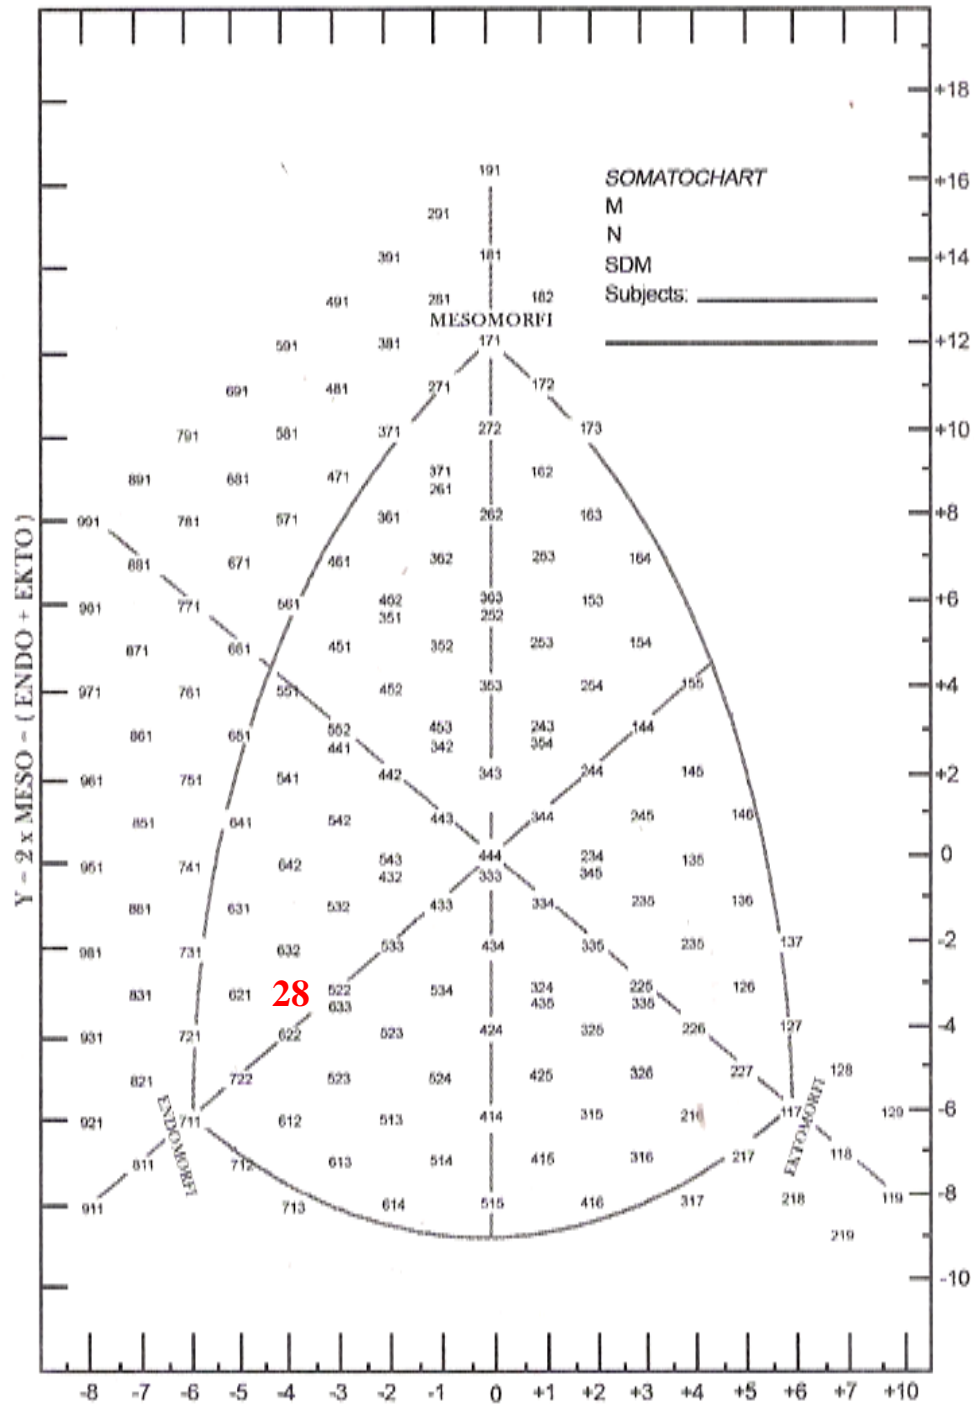 191
SOMATOCHART
M
291
N
391 181
SDM
491 281 182
Subjects:
MESOMORFI
591 381 171
691 481 271 172
791 581 371 272 173
891 681 471 371 162
261
991 781 571 361 262 163
881 671 461 362 263 164
981 771 561 462 363 153
351 252
871 661 451 352 253 154
971 761 551 452 353 254 155
861 651 552 453 243 144
441 342 354
961 751 541 442 343 244 145
851 641 542 443 344 245 146
951 741 642 543 444 234 135
432 333 345
881 631 532 433 334 235 136
981 731 632 533 434 335 235 137
831 621 28 522 534 324 225 126
633 435 335
931 721 622 523 424 325 226 127
821 722 523 524 425 326 227 128
921 711 612 513 414 315 216 117 129
811 712 613 514 415 316 217 118
911 713 614 515 416 317 218 119
219
ENDOMORFI
EKTOMORFI
Y - 2 x MESO - ( ENDO + EKTO )
+18
+16
+14
+12
+10
+8
+6
+4
+2
0
-2
-4
-6
-8
-10
-8 -7 -6 -5 -4 -3 -2 -1 0 +1 +2 +3 +4 +5 +6 +7 +10